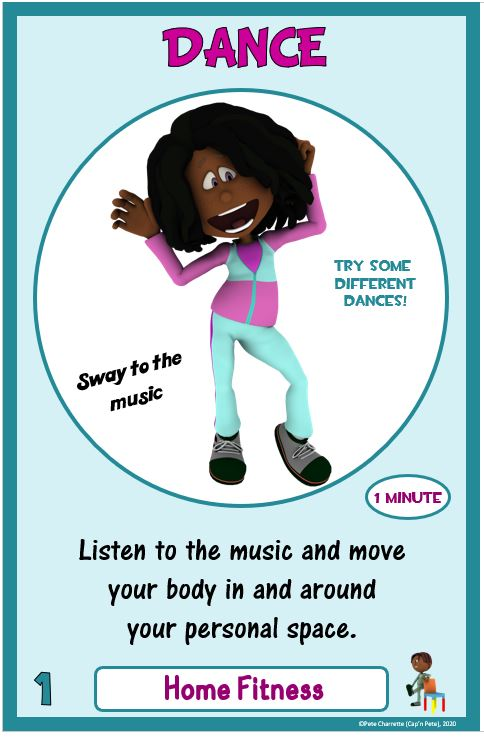 DANCE
TRY SOME
DIFFERENT
DANCES!
Sway to the
music
1 MINUTE
Listen to the music and move
your body in and around
your personal space.
1
Home Fitness
©Pete Charrette (Cap'n Pete), 2020